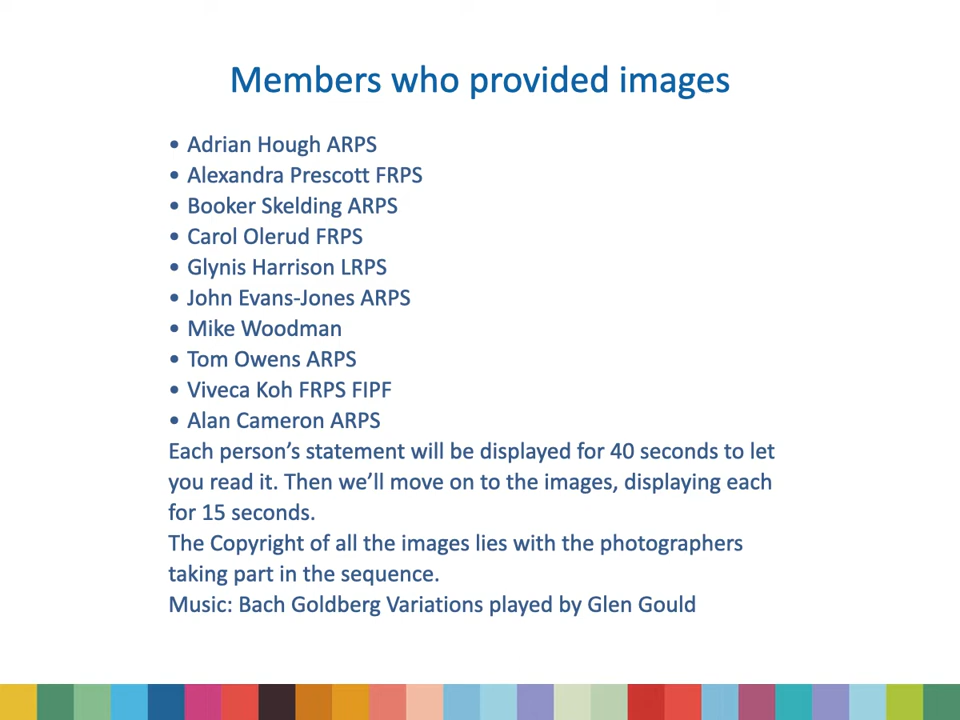 Members who provided images
• Adrian Hough ARPS
• Alexandra Prescott FRPS
• Booker Skelding ARPS
• Carol Olerud FRPS
• Glynis Harrison LRPS
• John Evans-Jones ARPS
• Mike Woodman
• Tom Owens ARPS
• Viveca Koh FRPS FIPF
• Alan Cameron ARPS
Each person’s statement will be displayed for 40 seconds to let
you read it. Then we’ll move on to the images, displaying each
for 15 seconds.
The Copyright of all the images lies with the photographers
taking part in the sequence.
Music: Bach Goldberg Variations played by Glen Gould